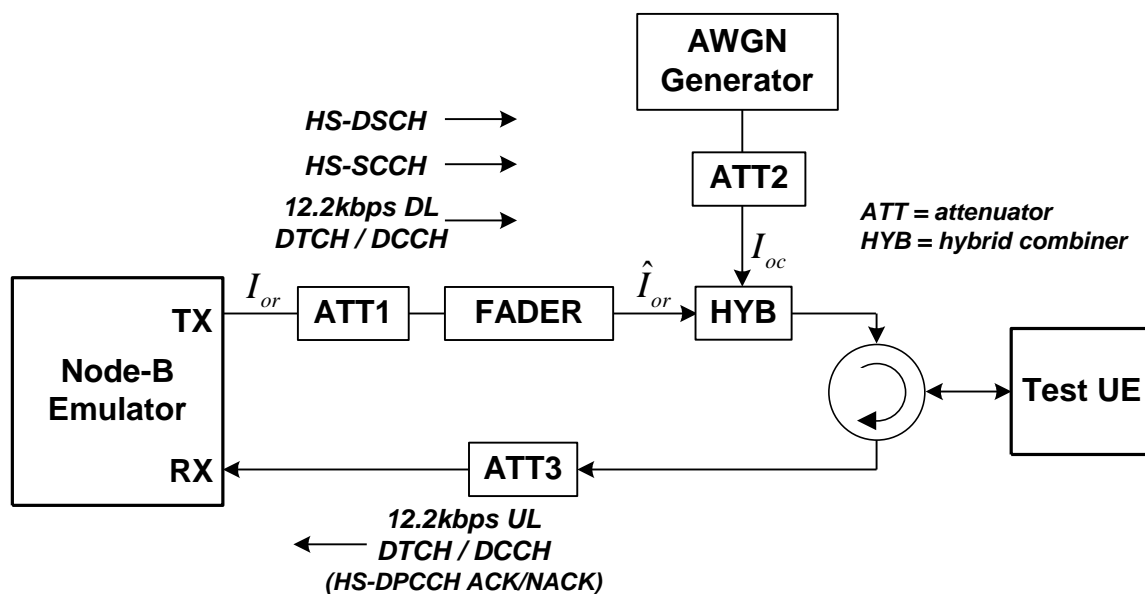 AWGN
Generator
HS-DSCH
HS-SCCH
ATT2
12.2kbps DL
DTCH / DCCH
ATT = attenuator
HYB = hybrid combiner
I_oc
I_or
Î_or
TX
ATT1
FADER
HYB
Node-B
Emulator
Test UE
RX
ATT3
12.2kbps UL
DTCH / DCCH
(HS-DPCCH ACK/NACK)